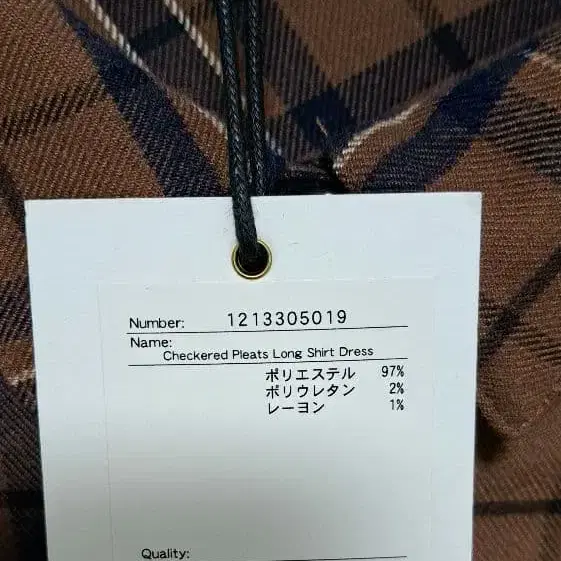 Number: 1213305019
Name:
Checkered Pleats Long Shirt Dress
ポリエステル 97%
ポリウレタン 2%
レーヨン 1%
Quality: